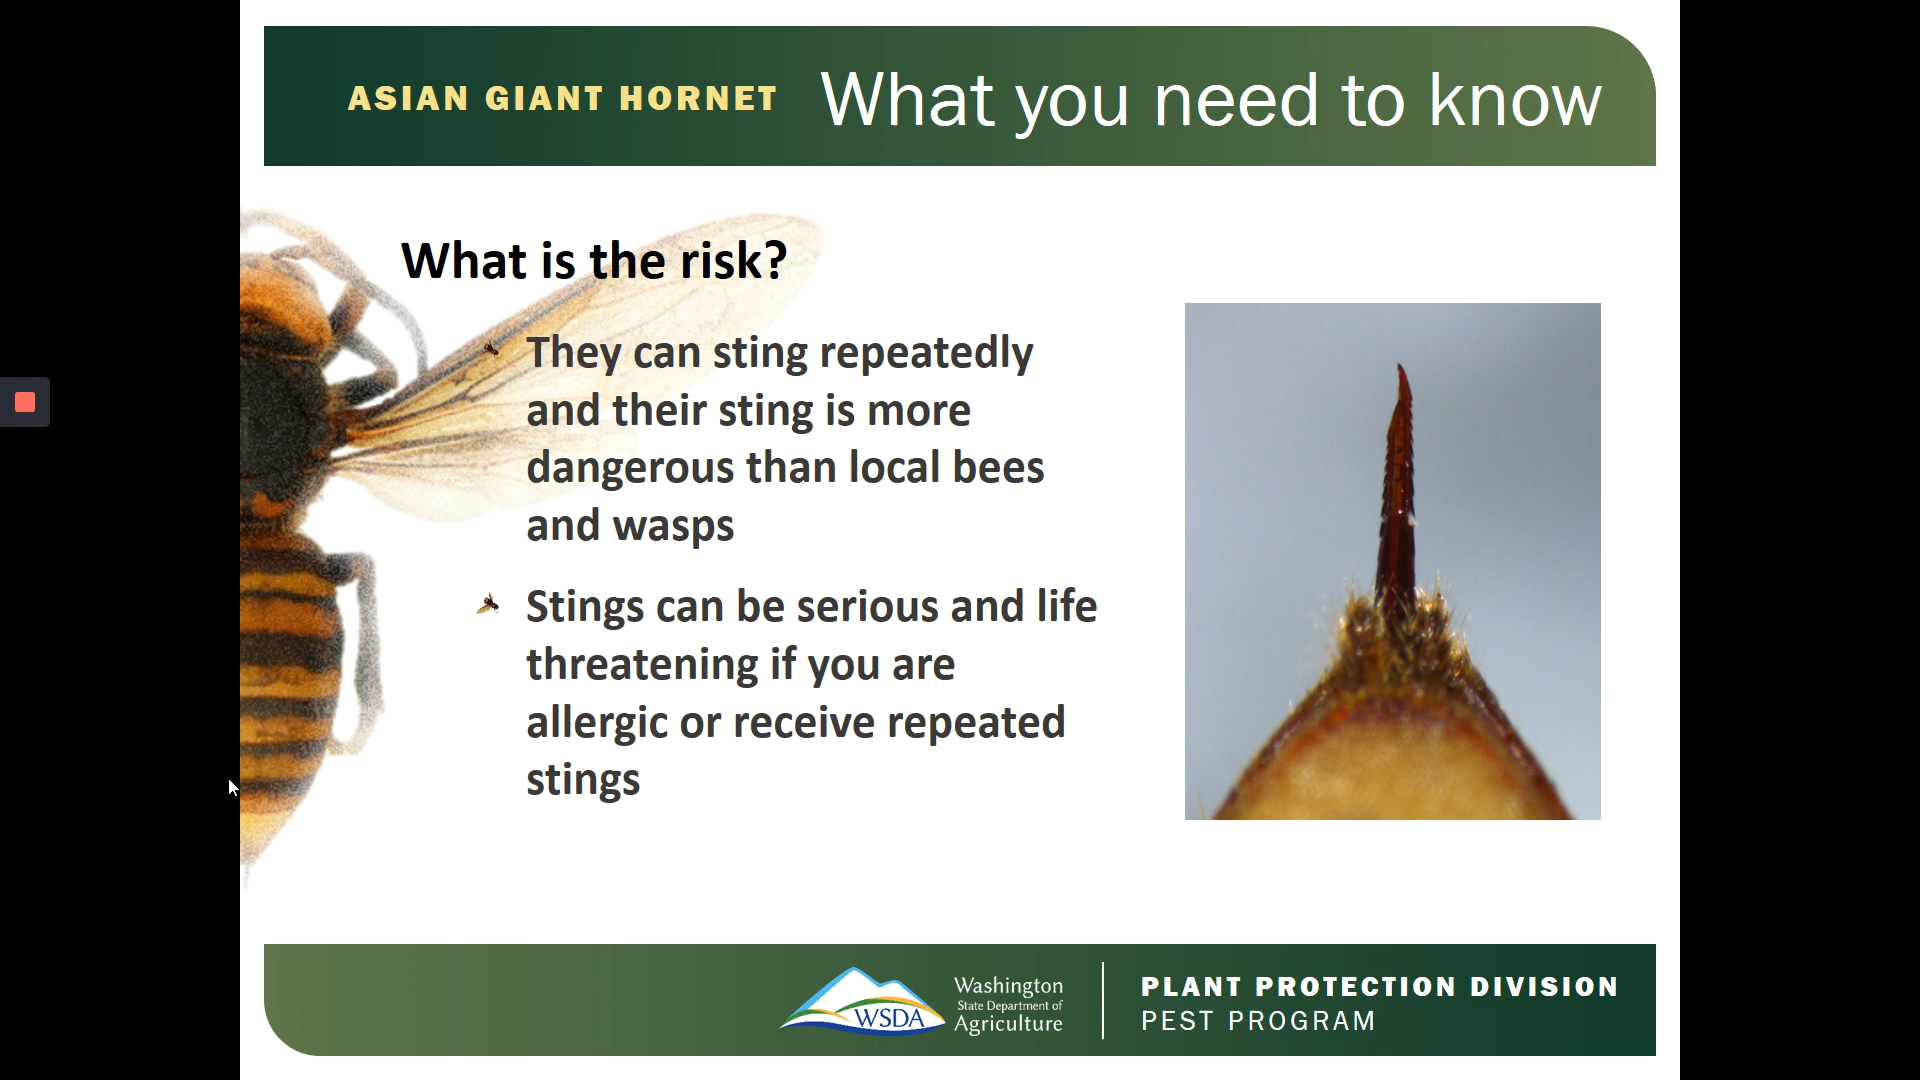 ASIAN GIANT HORNET What you need to know
What is the risk?
They can sting repeatedly
and their sting is more
dangerous than local bees
and wasps
Stings can be serious and life
threatening if you are
allergic or receive repeated
stings
WSDA
Washington
State Department of
Agriculture
PLANT PROTECTION DIVISION
PEST PROGRAM